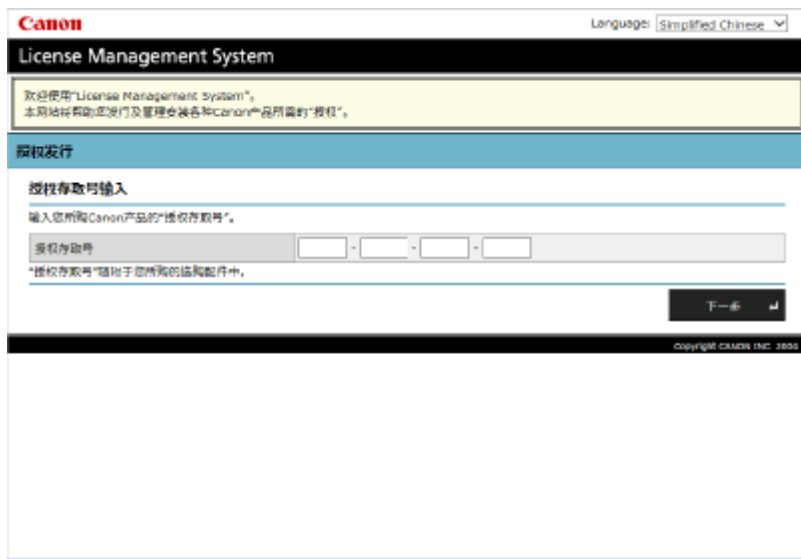 Canon
Language: Simplified Chinese
License Management System
欢迎使用"License Management System"。
本网站将帮助您发行及管理安装各种Canon产品所需的"授权"。
授权发行
授权存取号输入
输入您所购Canon产品的"授权存取号"。
授权存取号
- - -
"授权存取号"随附于您所购的选购配件中。
下一步
Copyright CANON INC. 2004